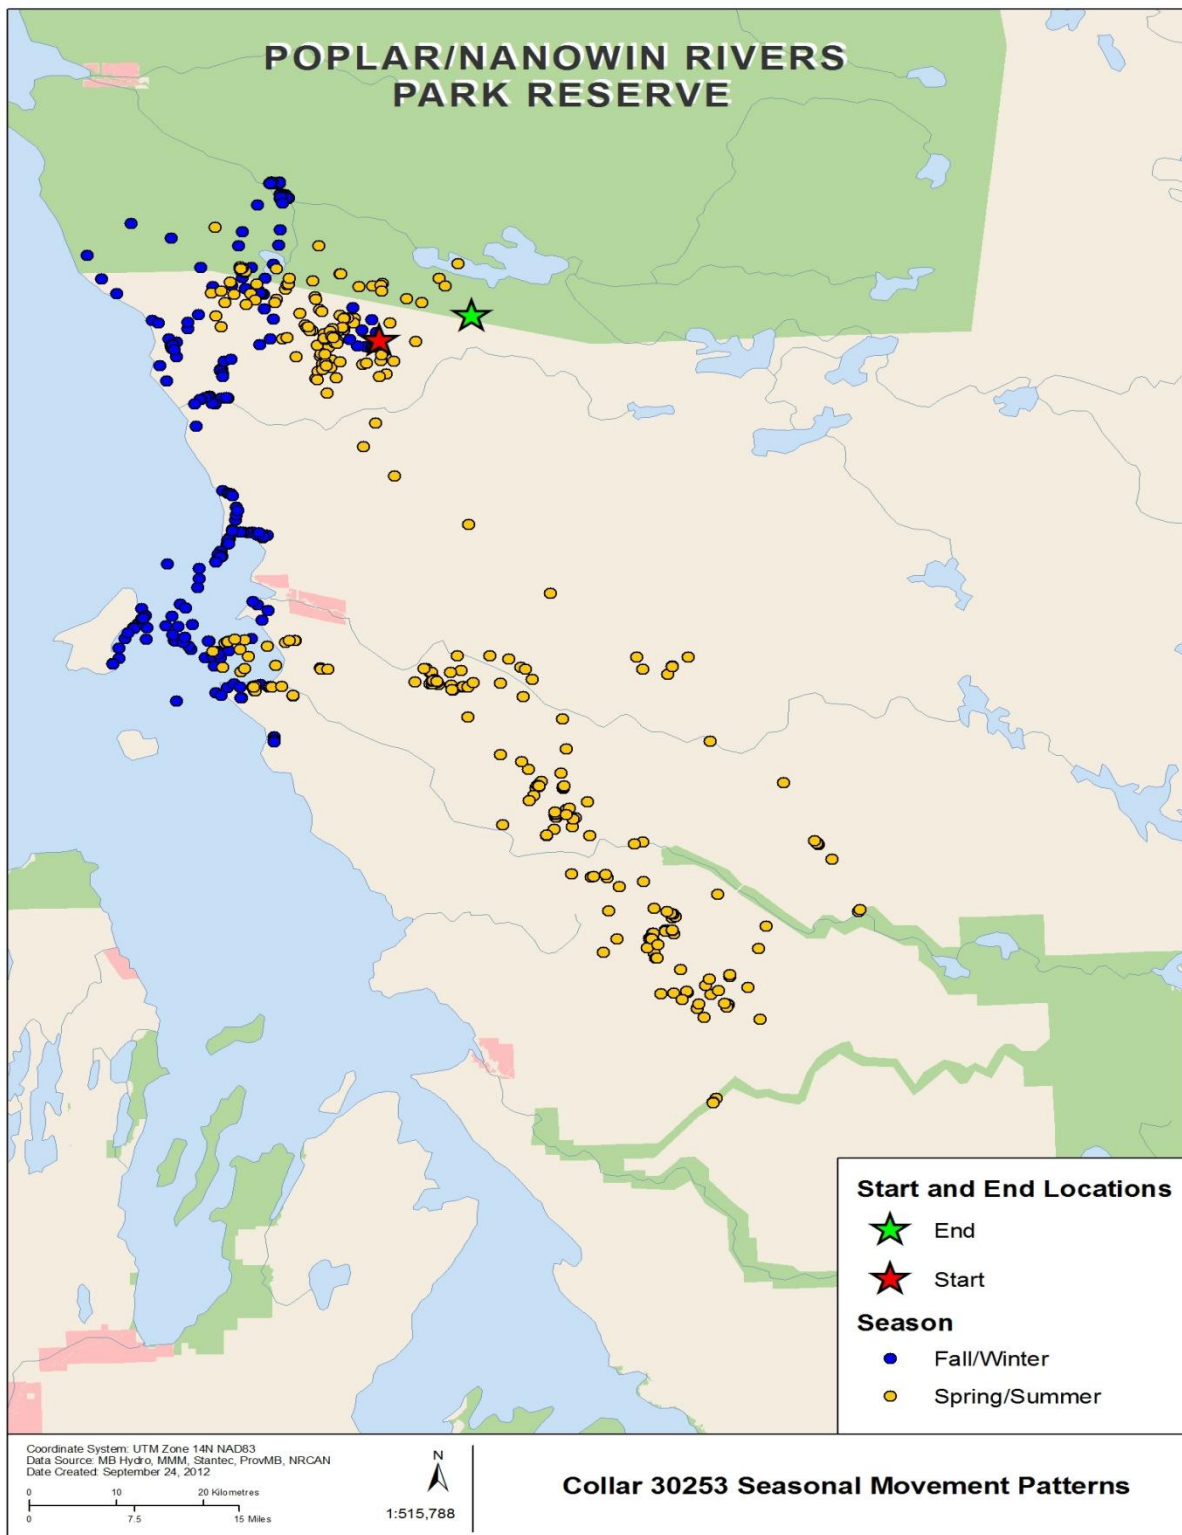 POPLAR/NANOWIN RIVERS
PARK RESERVE
Start and End Locations
End
Start
Season
Fall/Winter
Spring/Summer
Coordinate System: UTM Zone 14N NAD83
Data Source: MB Hydro, MMM, Stantec, ProvMB, NRCAN
Date Created: September 24, 2012
0 10 20 Kilometres
0 7.5 15 Miles
N
1:515,788
Collar 30253 Seasonal Movement Patterns